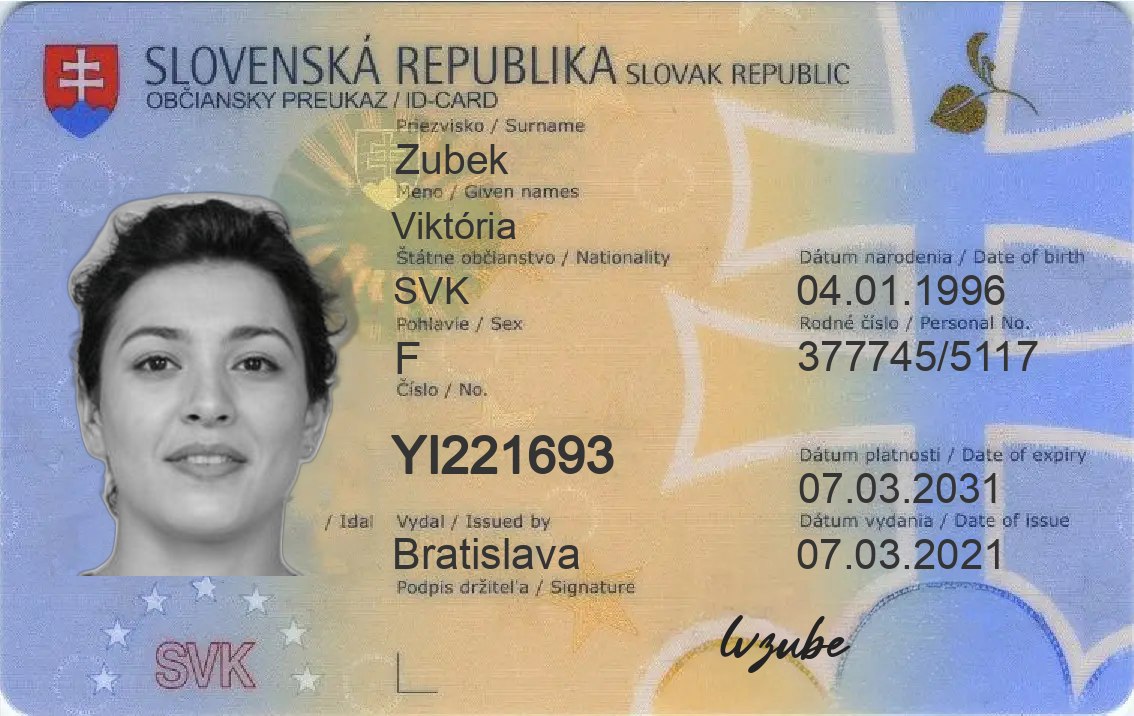 SLOVENSKÁ REPUBLIKA SLOVAK REPUBLIC
OBČIANSKY PREUKAZ / ID-CARD
Priezvisko / Surname
Zubek
Meno / Given names
Viktória
Štátne občianstvo / Nationality
SVK
Dátum narodenia / Date of birth
04.01.1996
Pohlavie / Sex
F
Rodné číslo / Personal No.
377745/5117
Číslo / No.
YI221693
Dátum platnosti / Date of expiry
07.03.2031
/ Idal
Vydal / Issued by
Bratislava
Dátum vydania / Date of issue
07.03.2021
Podpis držiteľa / Signature
SVK